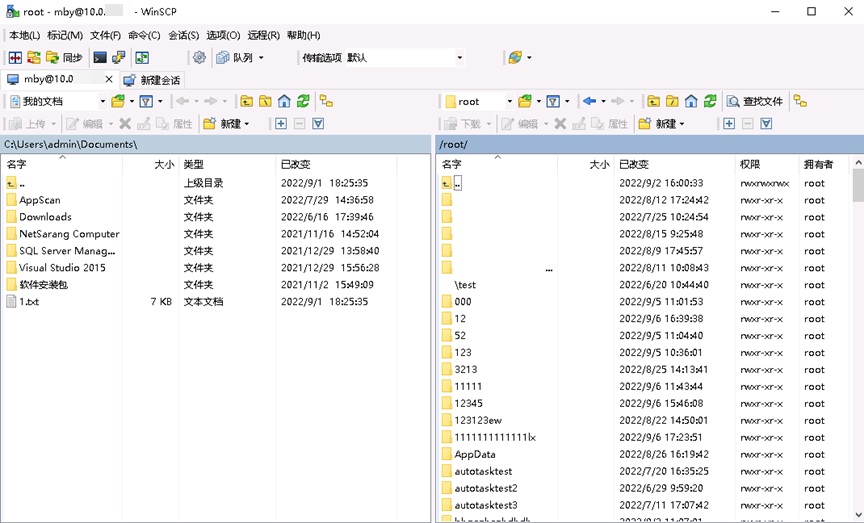 root - mby@10.0. - WinSCP
本地(L) 标记(M) 文件(F) 命令(C) 会话(S) 选项(O) 远程(R) 帮助(H)
同步 队列 传输选项 默认
mby@10.0 新建会话
我的文档
上传 编辑 属性 新建
C:\Users\admin\Documents\
名字 大小 类型 已改变
.. 上级目录 2022/9/1 18:25:35
AppScan 文件夹 2022/7/29 14:36:58
Downloads 文件夹 2022/6/16 17:39:46
NetSarang Computer 文件夹 2021/11/16 14:52:04
SQL Server Manag... 文件夹 2021/12/29 13:58:40
Visual Studio 2015 文件夹 2021/12/29 15:56:28
软件安装包 文件夹 2021/11/2 15:49:09
1.txt 7 KB 文本文档 2022/9/1 18:25:35
root 查找文件
下载 编辑 属性 新建
/root/
名字 大小 已改变 权限 拥有者
.. 2022/9/2 16:00:33 rwxrwxrwx root
2022/8/12 17:24:42 rwxr-xr-x root
2022/7/25 10:24:54 rwxr-xr-x root
2022/8/15 9:25:48 rwxr-xr-x root
2022/8/9 17:45:57 rwxr-xr-x root
... 2022/8/11 10:08:43 rwxr-xr-x root
\test 2022/6/20 10:44:40 rwxr-xr-x root
000 2022/9/5 11:01:53 rwxr-xr-x root
12 2022/9/6 16:39:38 rwxr-xr-x root
52 2022/9/5 11:04:40 rwxr-xr-x root
123 2022/9/5 10:36:01 rwxr-xr-x root
3213 2022/8/25 14:13:41 rwxr-xr-x root
11111 2022/9/6 11:43:44 rwxr-xr-x root
12345 2022/9/6 15:46:08 rwxr-xr-x root
123123ew 2022/8/22 14:50:01 rwxr-xr-x root
1111111111111lx 2022/9/6 17:23:51 rwxr-xr-x root
AppData 2022/8/26 16:19:42 rwxr-xr-x root
autotasktest 2022/7/20 16:35:25 rwxr-xr-x root
autotasktest2 2022/6/29 9:59:20 rwxr-xr-x root
autotasktest3 2022/7/11 17:07:42 rwxr-xr-x root